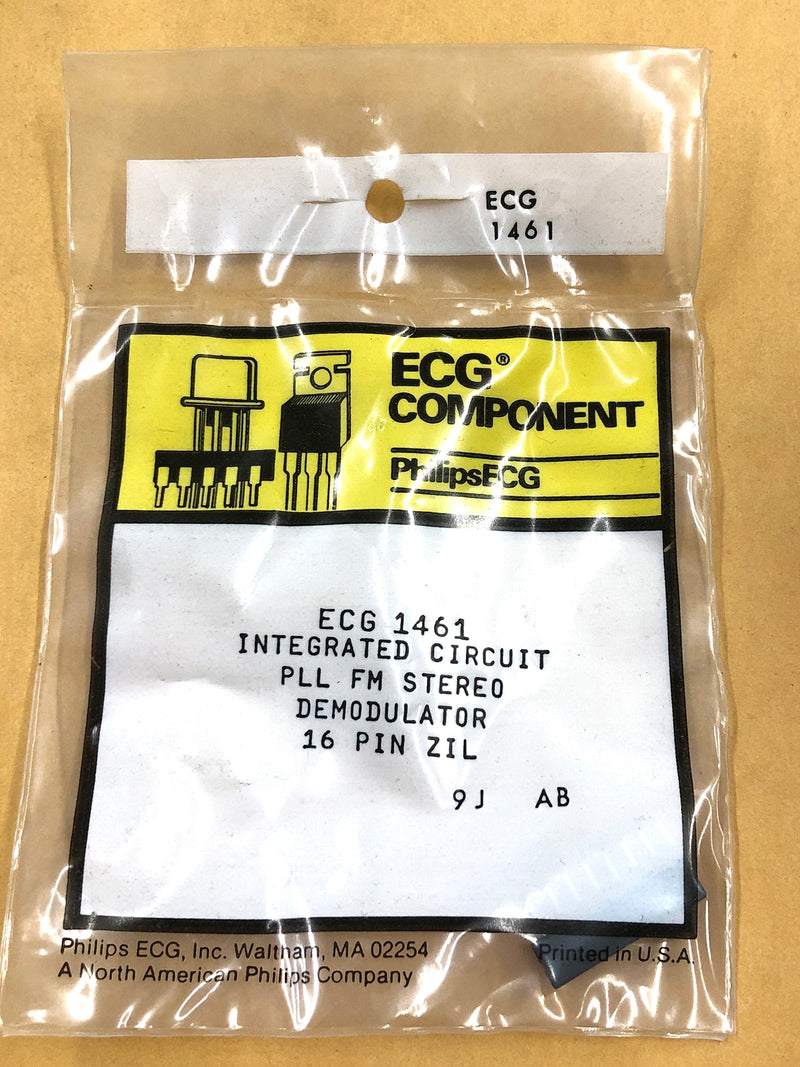 ECG
1461
ECG®
COMPONENT
PhilipsECG
ECG 1461
INTEGRATED CIRCUIT
PLL FM STEREO
DEMODULATOR
16 PIN ZIL
9J AB
Philips ECG, Inc. Waltham, MA 02254
Printed in U.S.A.
A North American Philips Company